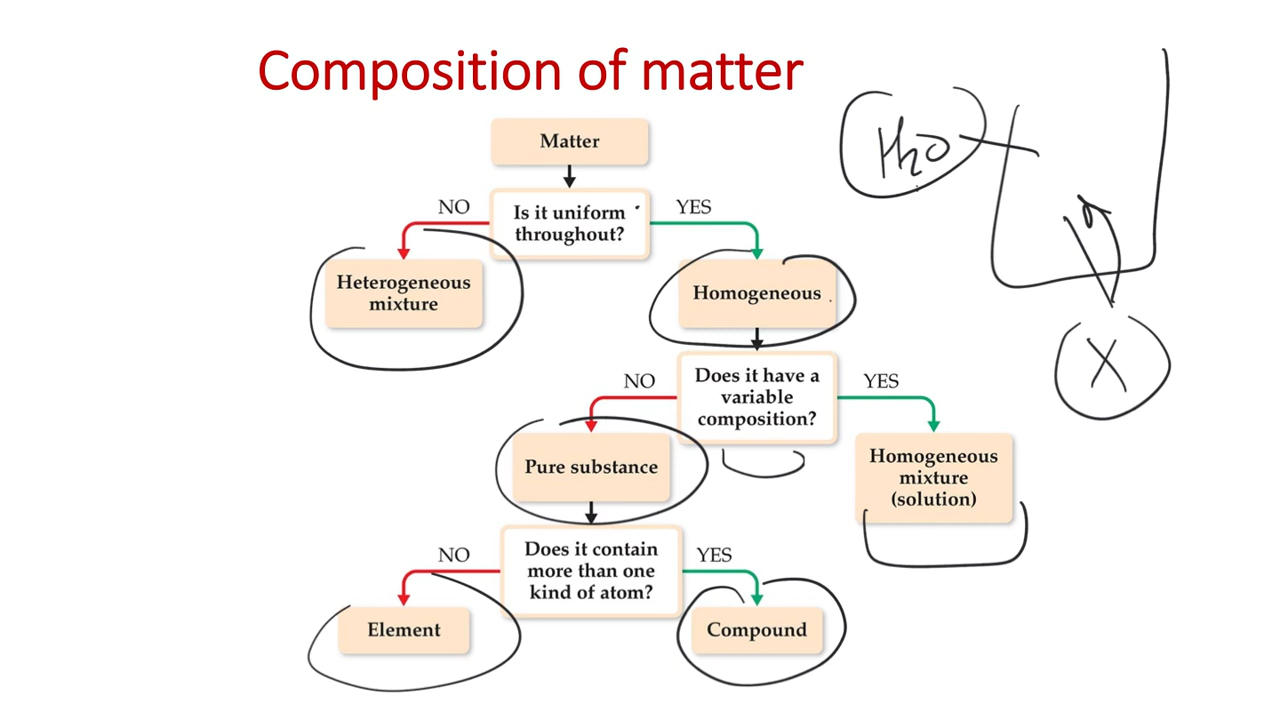 Composition of matter
Matter
NO
Is it uniform
throughout?
YES
Heterogeneous
mixture
Homogeneous
NO
Does it have a
variable
composition?
YES
Pure substance
Homogeneous
mixture
(solution)
NO
Does it contain
more than one
kind of atom?
YES
Element
Compound
H2O
X